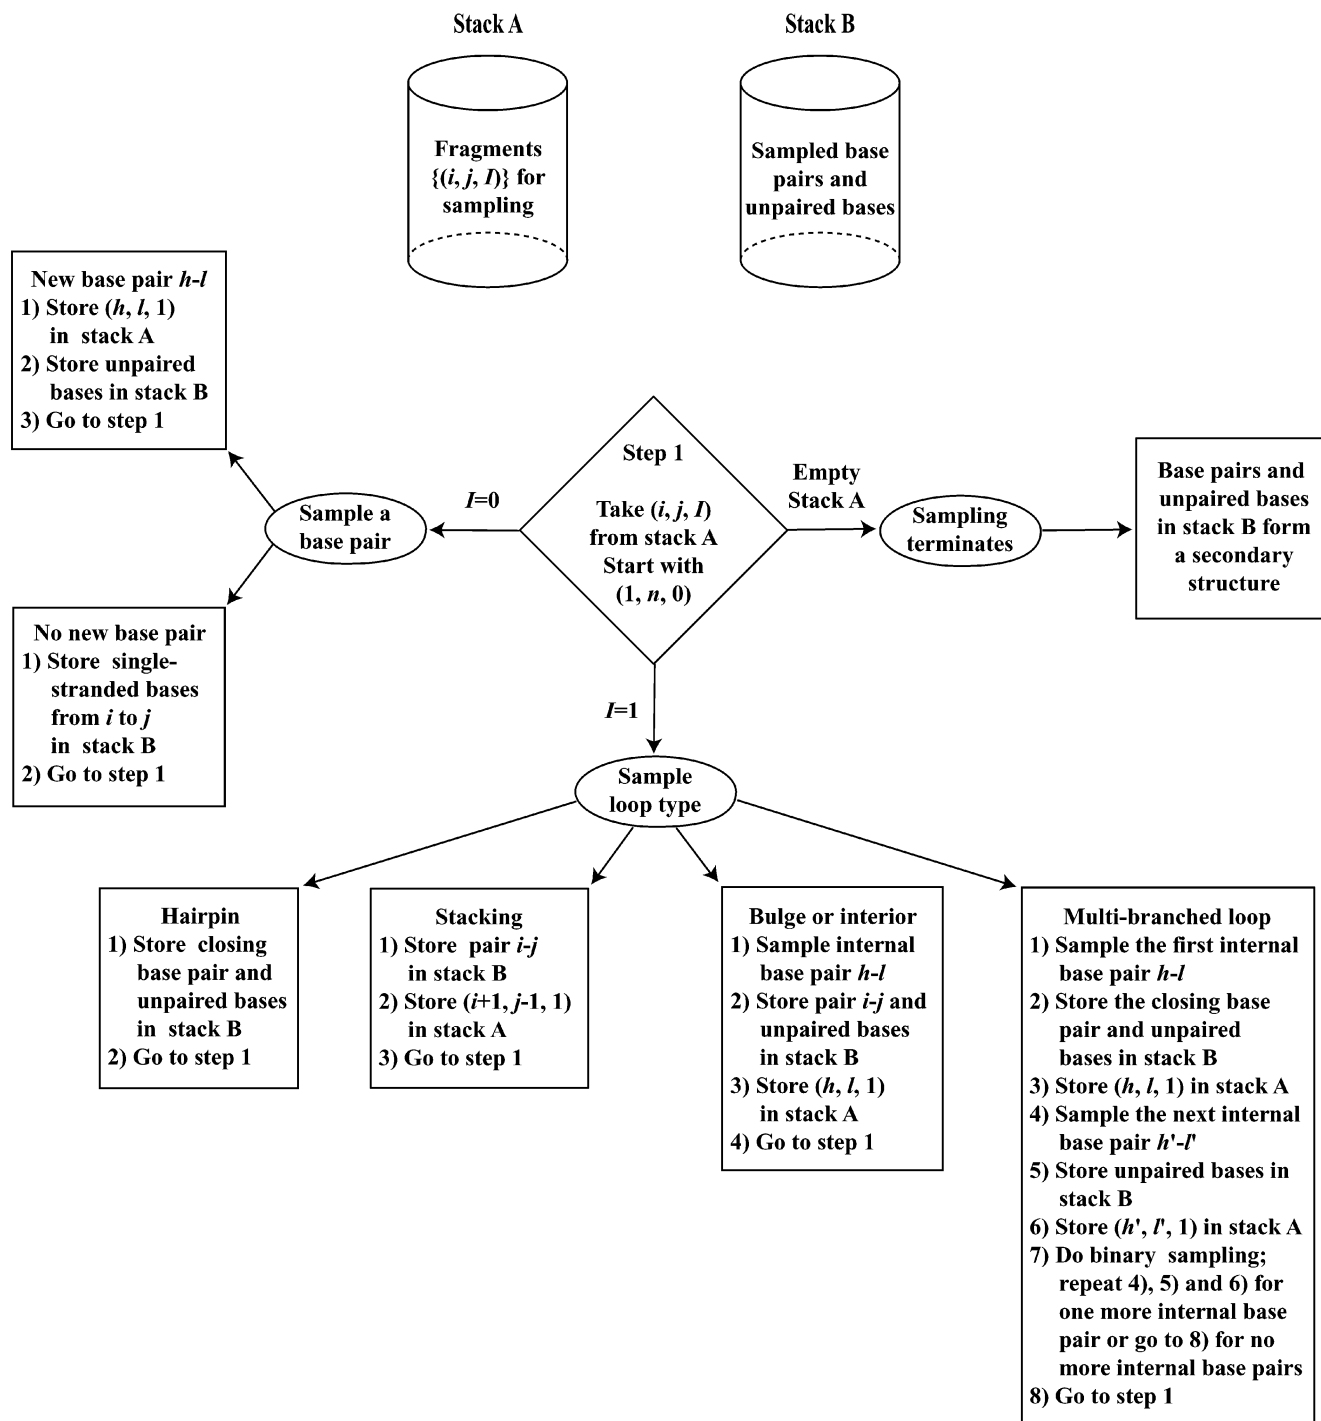 Stack A
Stack B
Fragments
{(i, j, I)} for
sampling
Sampled base
pairs and
unpaired bases
New base pair h-l
1) Store (h, l, 1)
in stack A
2) Store unpaired
bases in stack B
3) Go to step 1
Step 1
Take (i, j, I)
from stack A
Start with
(1, n, 0)
I=0
Sample a
base pair
Empty
Stack A
Sampling
terminates
Base pairs and
unpaired bases
in stack B form
a secondary
structure
No new base pair
1) Store single-
stranded bases
from i to j
in stack B
2) Go to step 1
I=1
Sample
loop type
Hairpin
1) Store closing
base pair and
unpaired bases
in stack B
2) Go to step 1
Stacking
1) Store pair i-j
in stack B
2) Store (i+1, j-1, 1)
in stack A
3) Go to step 1
Bulge or interior
1) Sample internal
base pair h-l
2) Store pair i-j and
unpaired bases
in stack B
3) Store (h, l, 1)
in stack A
4) Go to step 1
Multi-branched loop
1) Sample the first internal
base pair h-l
2) Store the closing base
pair and unpaired
bases in stack B
3) Store (h, l, 1) in stack A
4) Sample the next internal
base pair h'-l'
5) Store unpaired bases in
stack B
6) Store (h', l', 1) in stack A
7) Do binary sampling;
repeat 4), 5) and 6) for
one more internal base
pair or go to 8) for no
more internal base pairs
8) Go to step 1